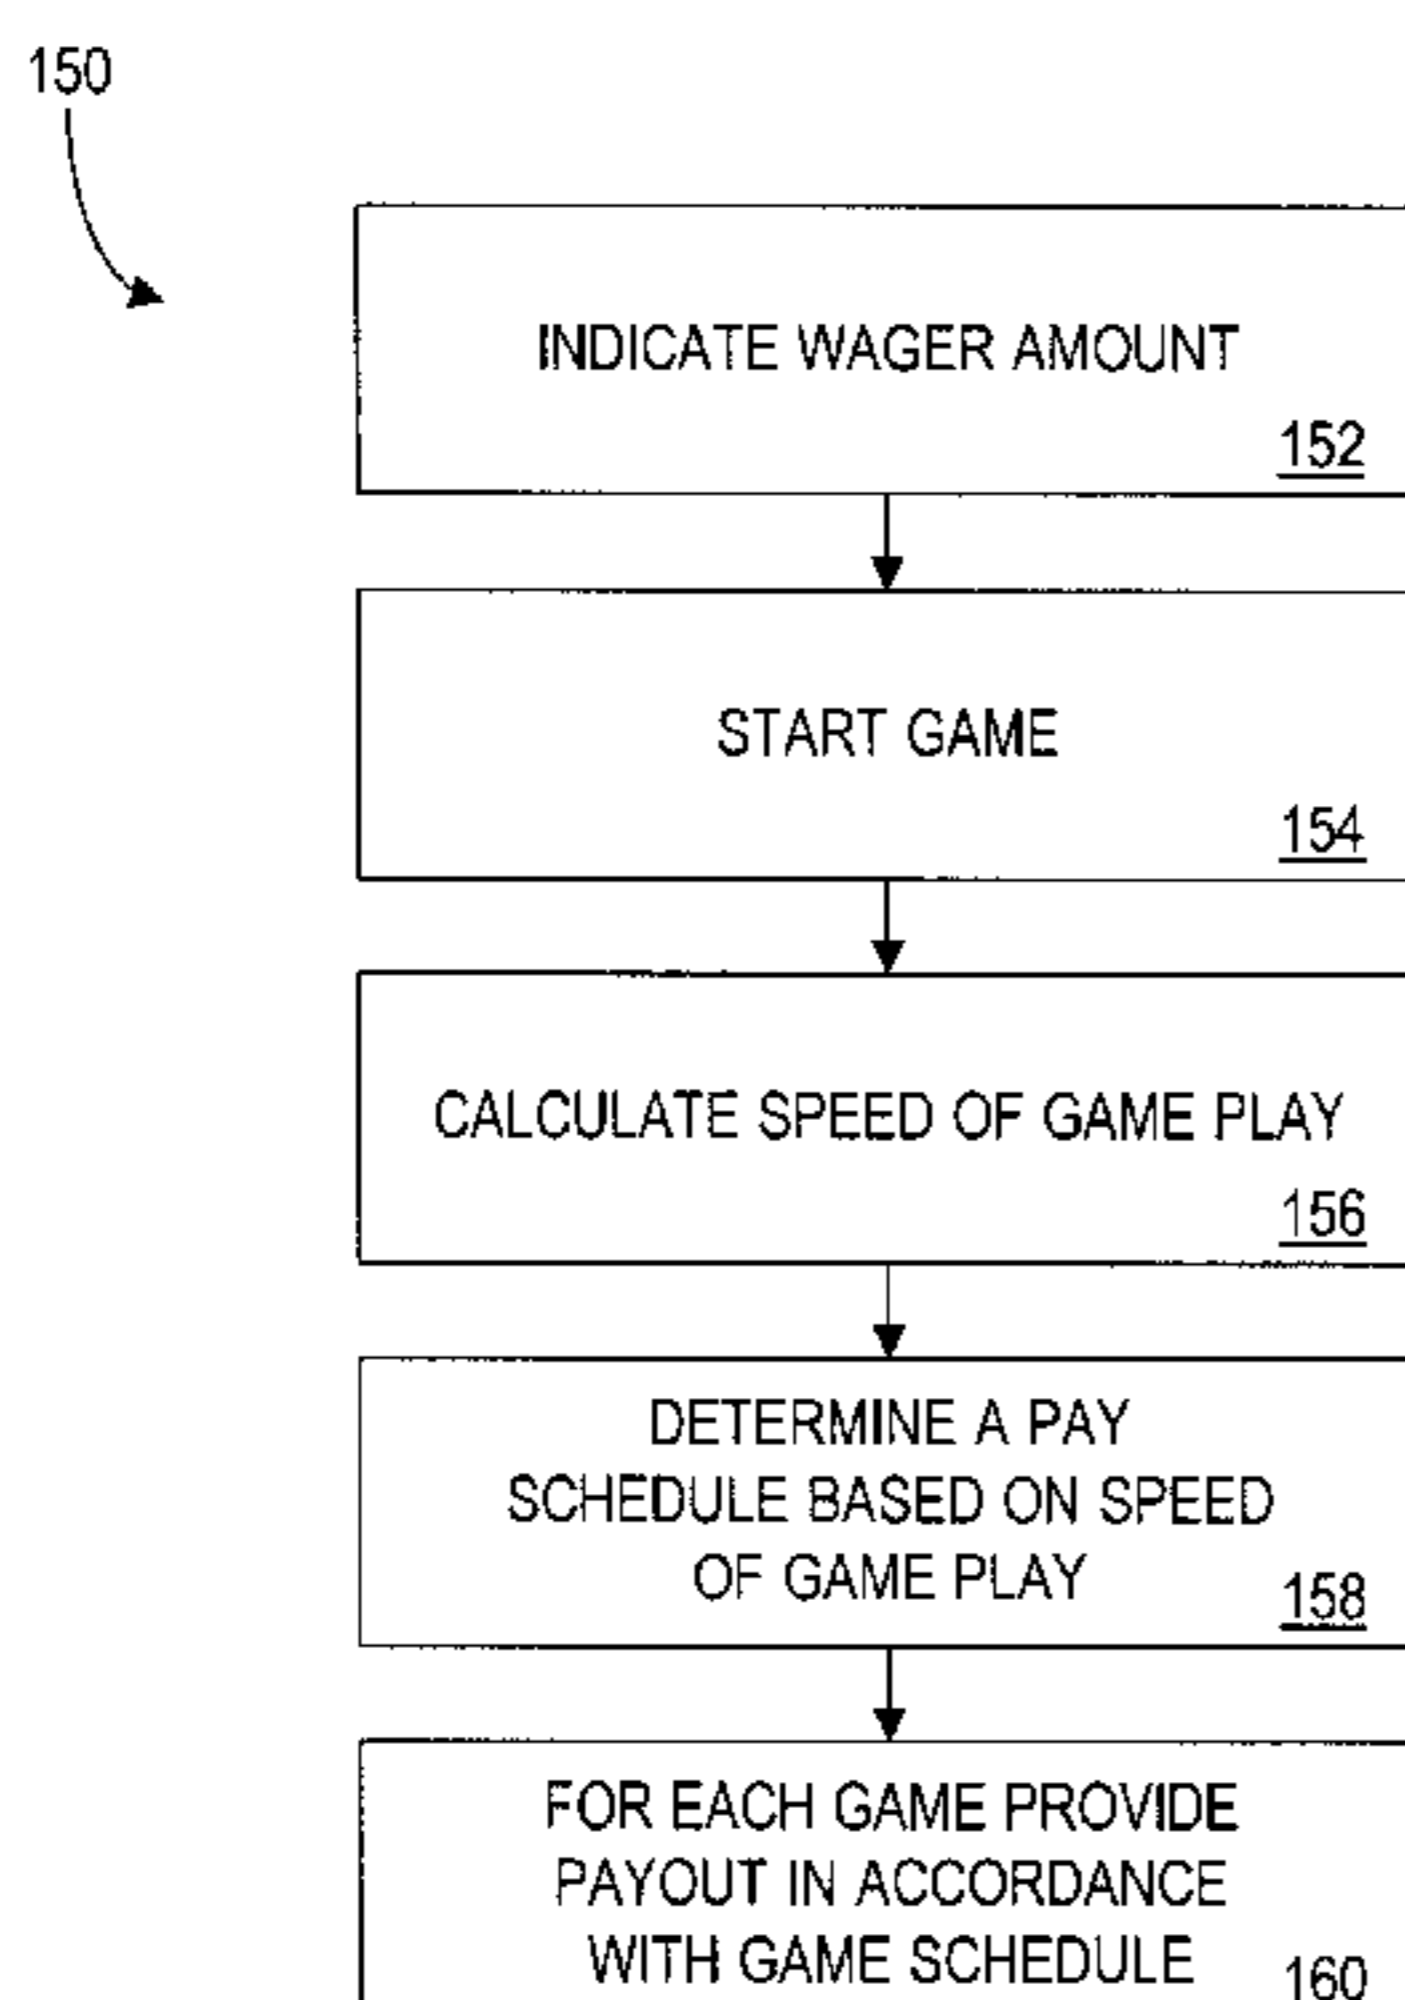 150
INDICATE WAGER AMOUNT
152
START GAME
154
CALCULATE SPEED OF GAME PLAY
156
DETERMINE A PAY
SCHEDULE BASED ON SPEED
OF GAME PLAY
158
FOR EACH GAME PROVIDE
PAYOUT IN ACCORDANCE
WITH GAME SCHEDULE
160